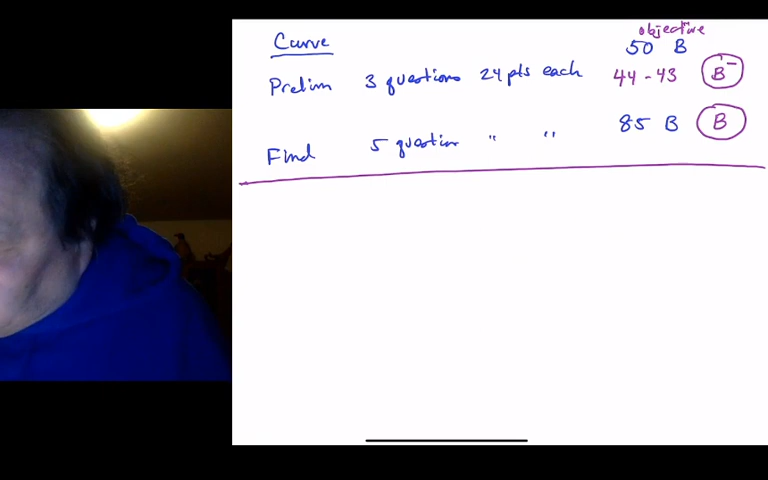 objective
Curve 50 B
Prelim 3 questions 24 pts each 44-43 B-
Final 5 question " " 85 B B